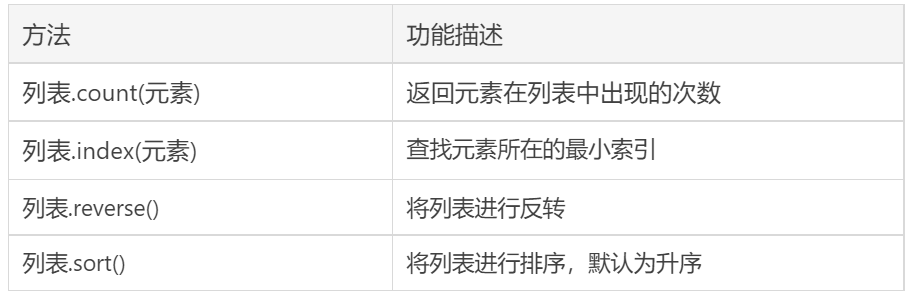 方法 功能描述
列表.count(元素) 返回元素在列表中出现的次数
列表.index(元素) 查找元素所在的最小索引
列表.reverse() 将列表进行反转
列表.sort() 将列表进行排序，默认为升序